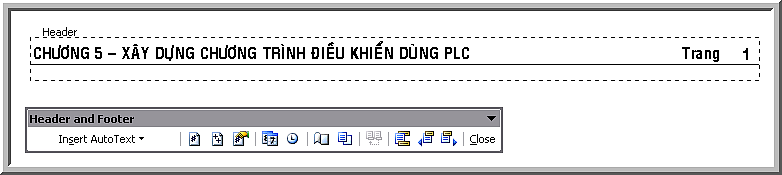 Header
CHƯƠNG 5 – XÂY DỰNG CHƯƠNG TRÌNH ĐIỀU KHIỂN DÙNG PLC Trang 1
Header and Footer
Insert AutoText Close